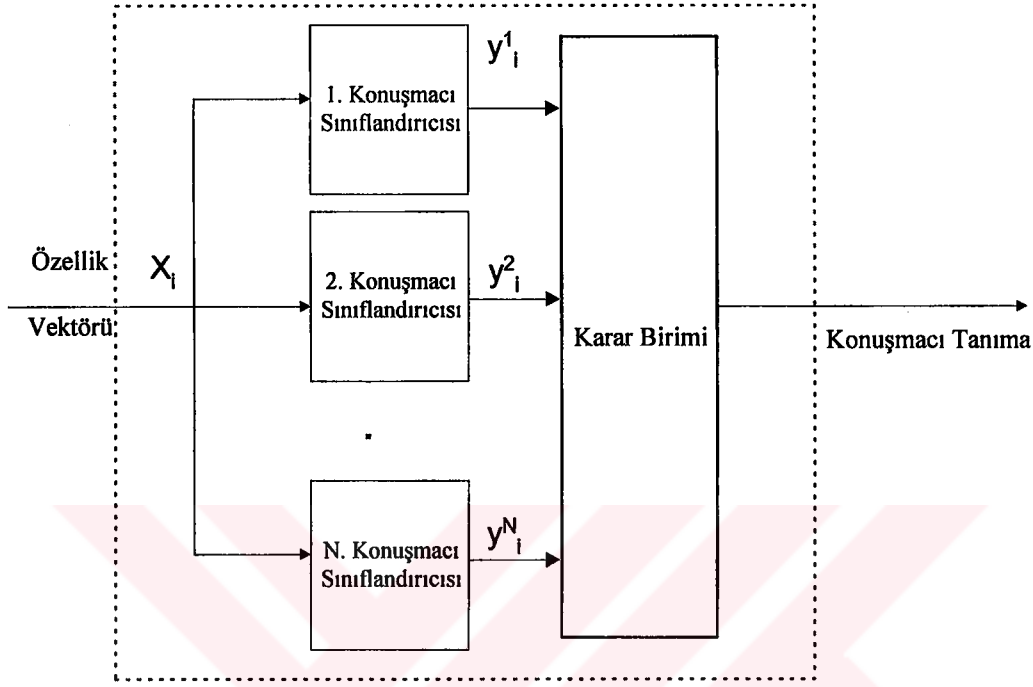 y¹ᵢ
1. Konuşmacı
Sınıflandırıcısı
Özellik
Xᵢ
Vektörü
y²ᵢ
2. Konuşmacı
Sınıflandırıcısı
Karar Birimi
Konuşmacı Tanıma
yᴺᵢ
N. Konuşmacı
Sınıflandırıcısı